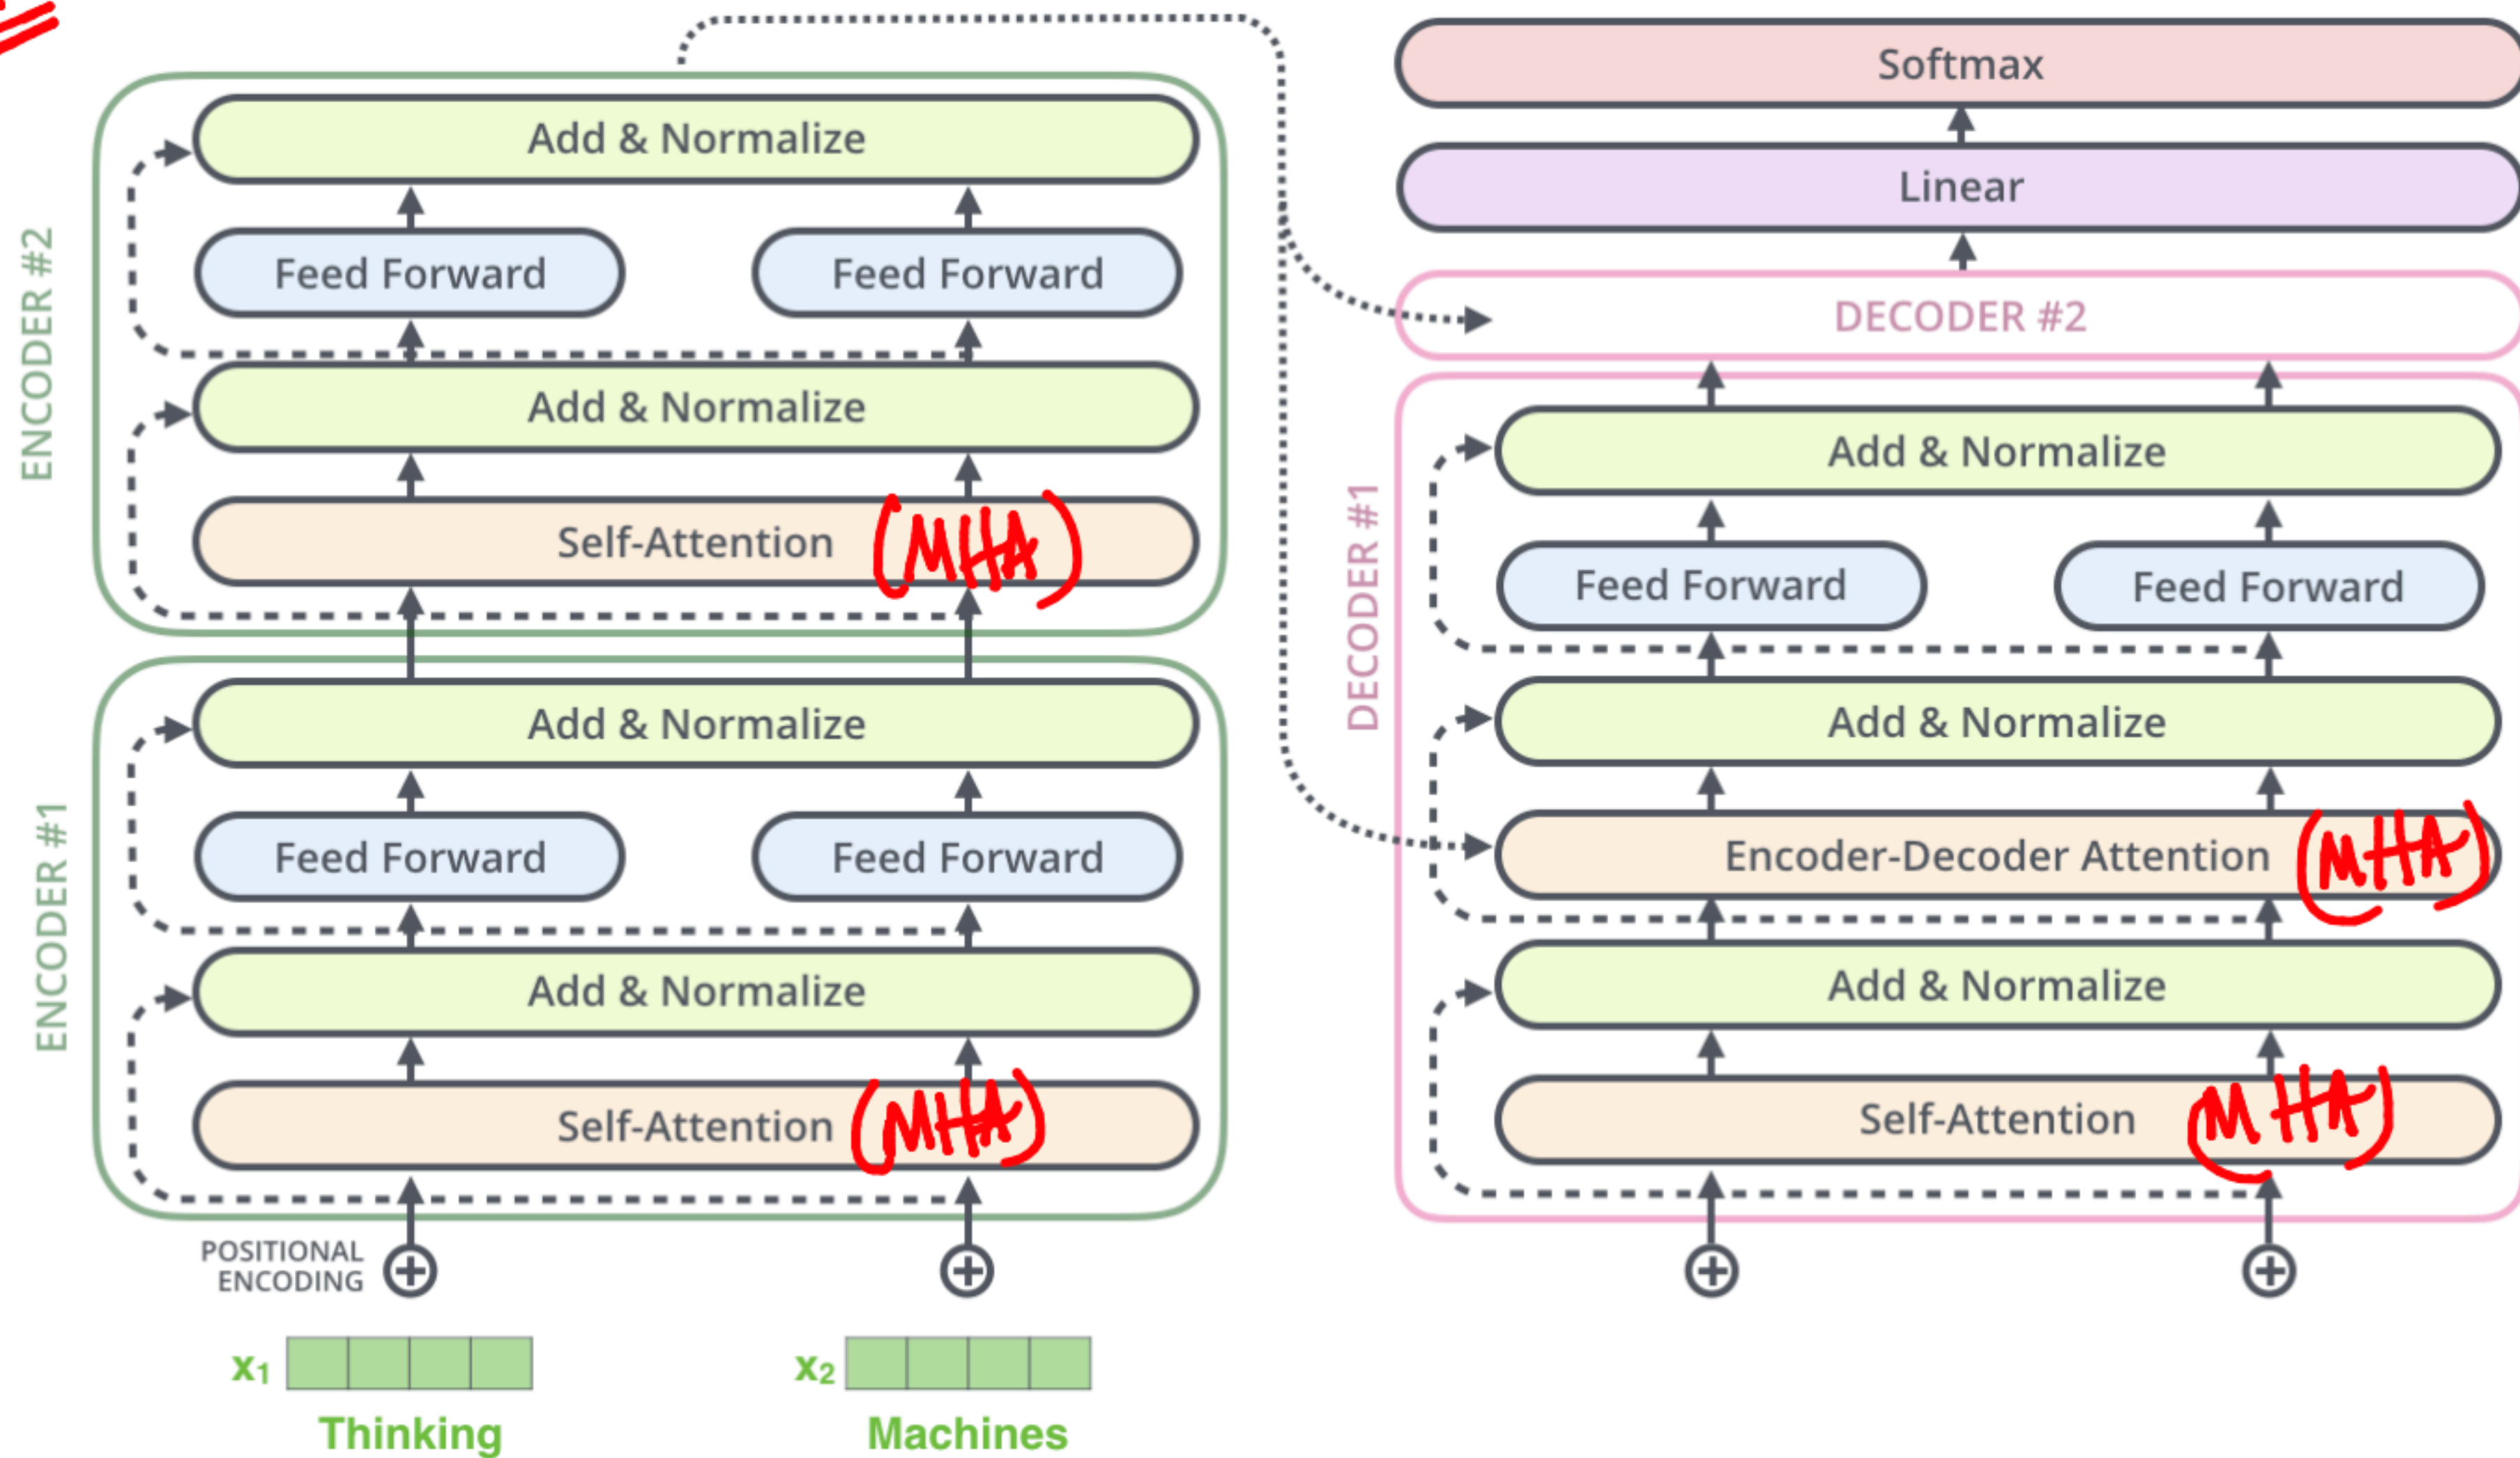 ENCODER #2
Add & Normalize
Feed Forward Feed Forward
Add & Normalize
Self-Attention (MHA)
ENCODER #1
Add & Normalize
Feed Forward Feed Forward
Add & Normalize
Self-Attention (MHA)
POSITIONAL
ENCODING
x1 x2
Thinking Machines
Softmax
Linear
DECODER #2
DECODER #1
Add & Normalize
Feed Forward Feed Forward
Add & Normalize
Encoder-Decoder Attention (MHA)
Add & Normalize
Self-Attention (MHA)